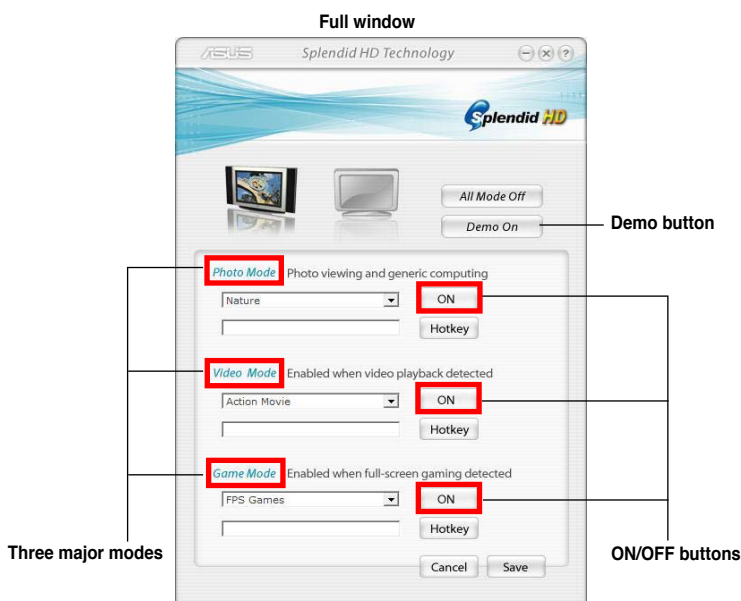 Full window
ASUS Splendid HD Technology
Splendid HD
All Mode Off
Demo On
Demo button
Photo Mode Photo viewing and generic computing
Nature ON
Hotkey
Video Mode Enabled when video playback detected
Action Movie ON
Hotkey
Game Mode Enabled when full-screen gaming detected
FPS Games ON
Hotkey
Three major modes
ON/OFF buttons
Cancel Save